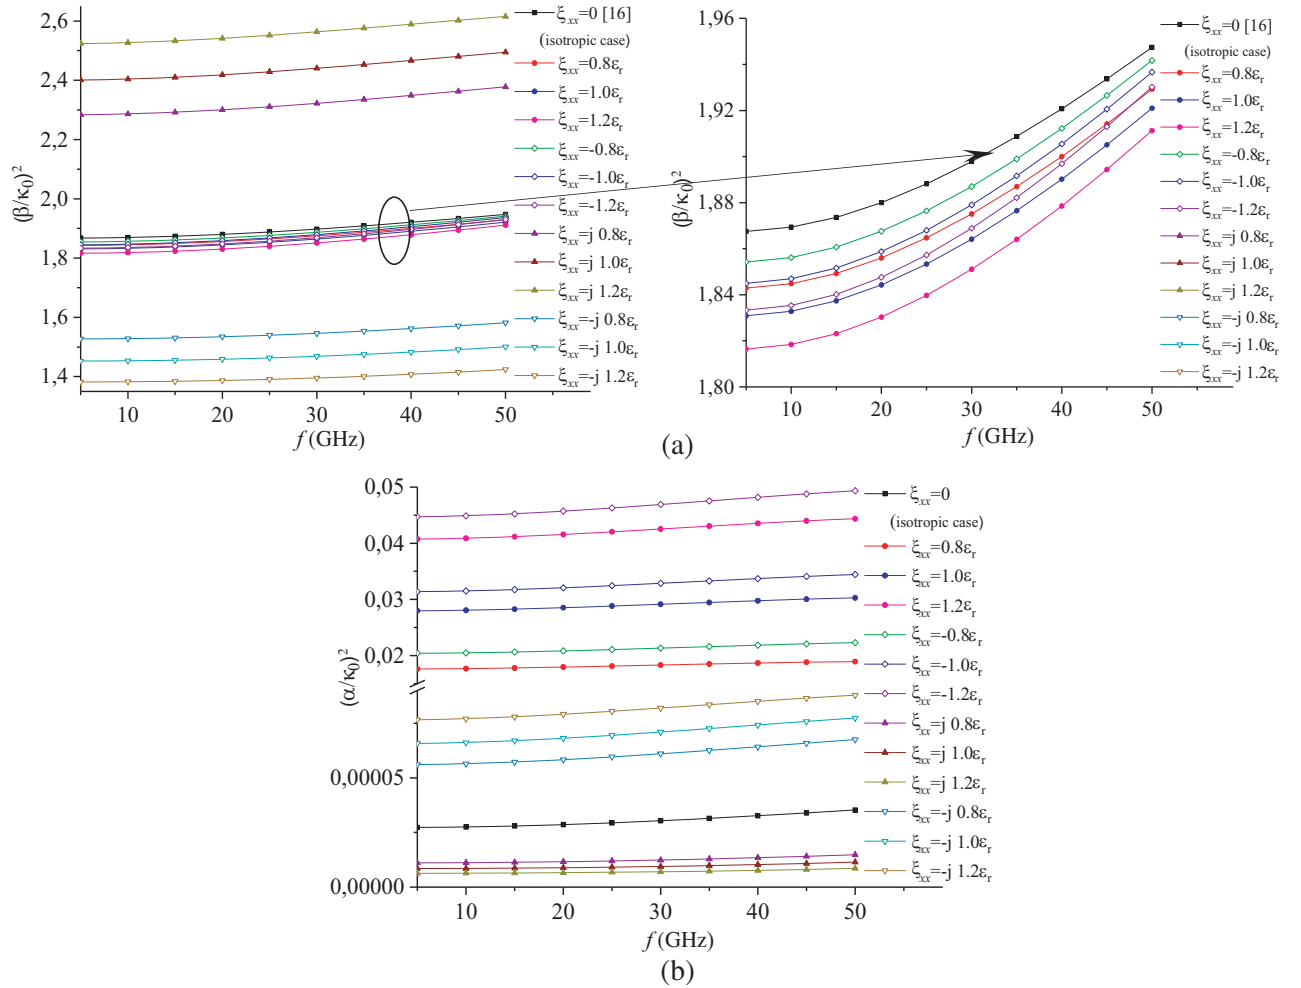 2,6
2,4
2,2
2,0
1,8
1,6
1,4
(β/κ₀)²
10
20
30
40
50
f (GHz)
ξxx=0 [16]
(isotropic case)
ξxx=0.8εr
ξxx=1.0εr
ξxx=1.2εr
ξxx=-0.8εr
ξxx=-1.0εr
ξxx=-1.2εr
ξxx=j 0.8εr
ξxx=j 1.0εr
ξxx=j 1.2εr
ξxx=-j 0.8εr
ξxx=-j 1.0εr
ξxx=-j 1.2εr
1,96
1,92
1,88
1,84
1,80
(β/κ₀)²
10
20
30
40
50
f (GHz)
ξxx=0 [16]
(isotropic case)
ξxx=0.8εr
ξxx=1.0εr
ξxx=1.2εr
ξxx=-0.8εr
ξxx=-1.0εr
ξxx=-1.2εr
ξxx=j 0.8εr
ξxx=j 1.0εr
ξxx=j 1.2εr
ξxx=-j 0.8εr
ξxx=-j 1.0εr
ξxx=-j 1.2εr
(a)
0,05
0,04
0,03
0,02
0,00005
0,00000
(α/κ₀)²
10
20
30
40
50
f (GHz)
ξxx=0
(isotropic case)
ξxx=0.8εr
ξxx=1.0εr
ξxx=1.2εr
ξxx=-0.8εr
ξxx=-1.0εr
ξxx=-1.2εr
ξxx=j 0.8εr
ξxx=j 1.0εr
ξxx=j 1.2εr
ξxx=-j 0.8εr
ξxx=-j 1.0εr
ξxx=-j 1.2εr
(b)